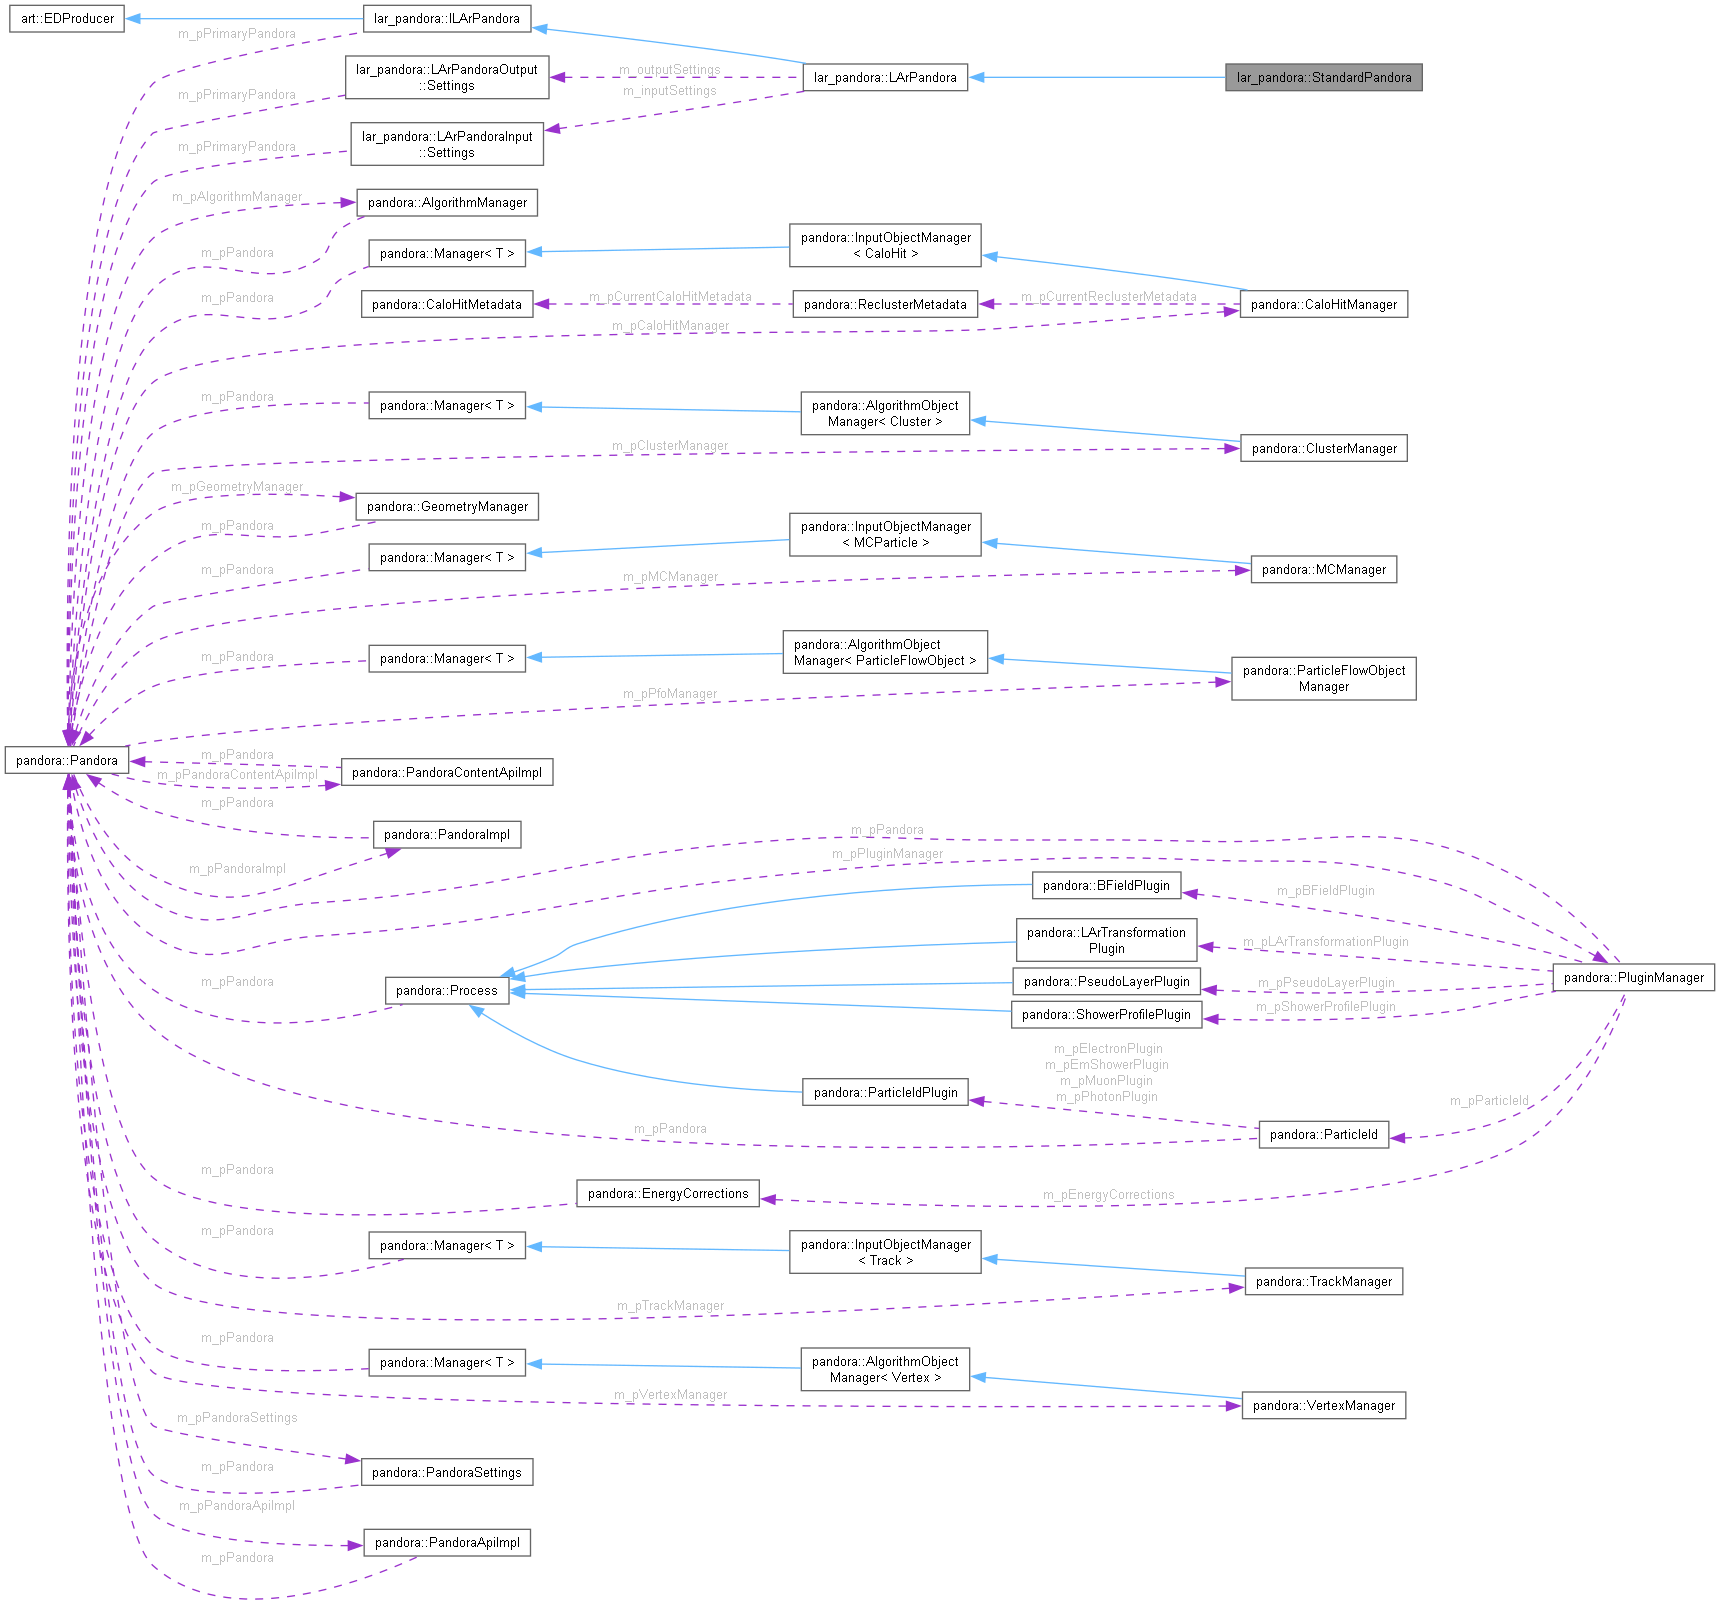 art::EDProducer
lar_pandora::ILArPandora
m_pPrimaryPandora
lar_pandora::LArPandoraOutput
::Settings
m_outputSettings
lar_pandora::LArPandora
lar_pandora::StandardPandora
m_pPrimaryPandora
m_inputSettings
lar_pandora::LArPandoraInput
::Settings
m_pPrimaryPandora
m_pAlgorithmManager
pandora::AlgorithmManager
m_pPandora
pandora::Manager< T >
pandora::InputObjectManager
< CaloHit >
m_pPandora
pandora::CaloHitMetadata
m_pCurrentCaloHitMetadata
pandora::ReclusterMetadata
m_pCurrentReclusterMetadata
pandora::CaloHitManager
m_pCaloHitManager
m_pPandora
pandora::Manager< T >
pandora::AlgorithmObject
Manager< Cluster >
m_pClusterManager
pandora::ClusterManager
m_pGeometryManager
pandora::GeometryManager
m_pPandora
pandora::Manager< T >
pandora::InputObjectManager
< MCParticle >
m_pPandora
m_pMCManager
pandora::MCManager
m_pPandora
pandora::Manager< T >
pandora::AlgorithmObject
Manager< ParticleFlowObject >
m_pPfoManager
pandora::ParticleFlowObject
Manager
pandora::Pandora
m_pPandora
m_pPandoraContentApiImpl
pandora::PandoraContentApiImpl
m_pPandora
pandora::PandoraImpl
m_pPandoraImpl
m_pPandora
m_pPluginManager
pandora::BFieldPlugin
m_pBFieldPlugin
pandora::LArTransformation
Plugin
m_pLArTransformationPlugin
pandora::PluginManager
m_pPandora
pandora::Process
pandora::PseudoLayerPlugin
m_pPseudoLayerPlugin
pandora::ShowerProfilePlugin
m_pShowerProfilePlugin
m_pElectronPlugin
m_pEmShowerPlugin
m_pMuonPlugin
m_pPhotonPlugin
pandora::ParticleIdPlugin
m_pParticleId
m_pPandora
pandora::ParticleId
m_pPandora
pandora::EnergyCorrections
m_pEnergyCorrections
m_pPandora
pandora::Manager< T >
pandora::InputObjectManager
< Track >
pandora::TrackManager
m_pTrackManager
m_pPandora
pandora::Manager< T >
pandora::AlgorithmObject
Manager< Vertex >
m_pVertexManager
pandora::VertexManager
m_pPandoraSettings
m_pPandora
pandora::PandoraSettings
m_pPandoraApiImpl
pandora::PandoraApiImpl
m_pPandora